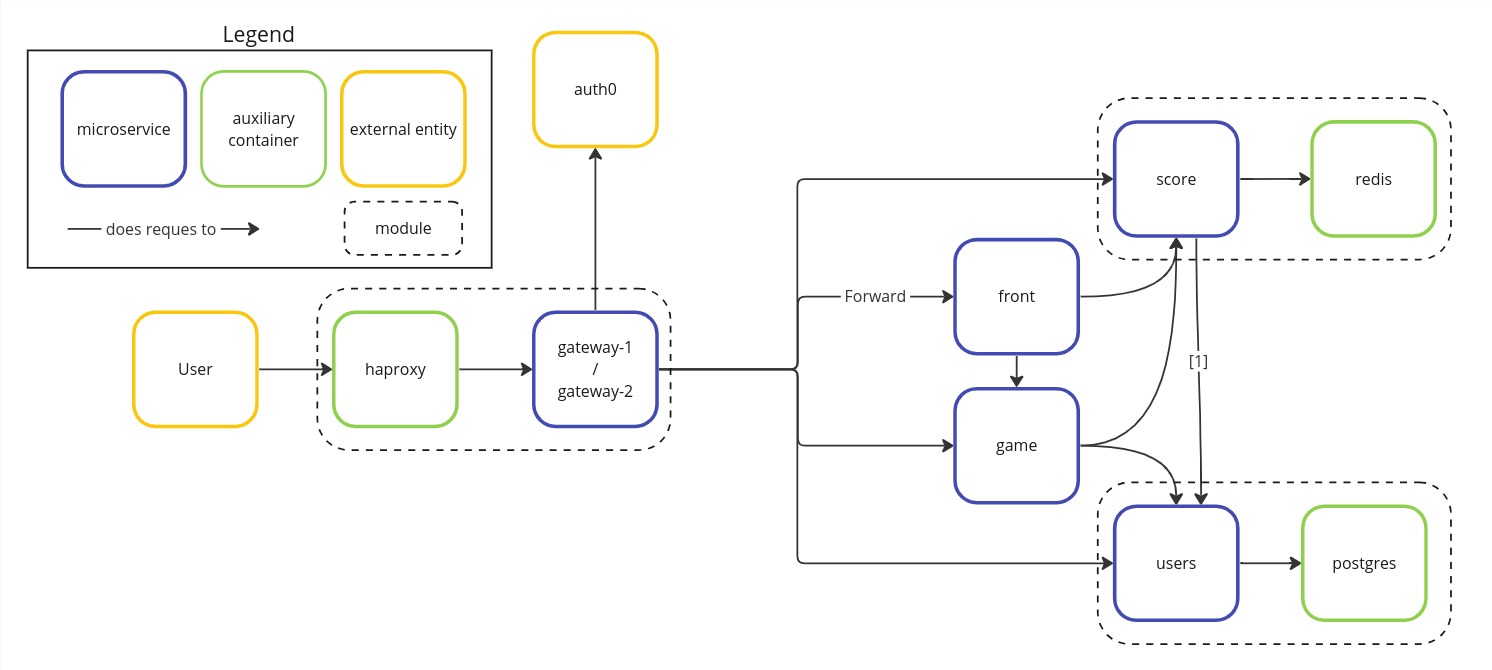 Legend
microservice
auxiliary
container
external entity
does reques to
module
auth0
User
haproxy
gateway-1
/
gateway-2
Forward
front
game
score
redis
[1]
users
postgres